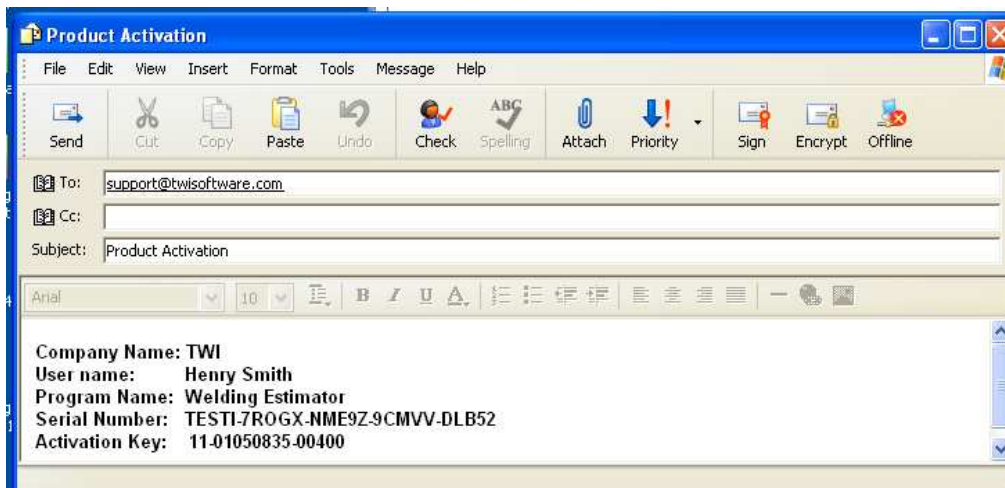 Product Activation
File Edit View Insert Format Tools Message Help
Send Cut Copy Paste Undo Check Spelling Attach Priority Sign Encrypt Offline
ABC
To: support@twisoftware.com
Cc:
Subject: Product Activation
Arial 10 B I U A
Company Name: TWI
User name: Henry Smith
Program Name: Welding Estimator
Serial Number: TESTI-7ROGX-NME9Z-9CMVV-DLB52
Activation Key: 11-01050835-00400